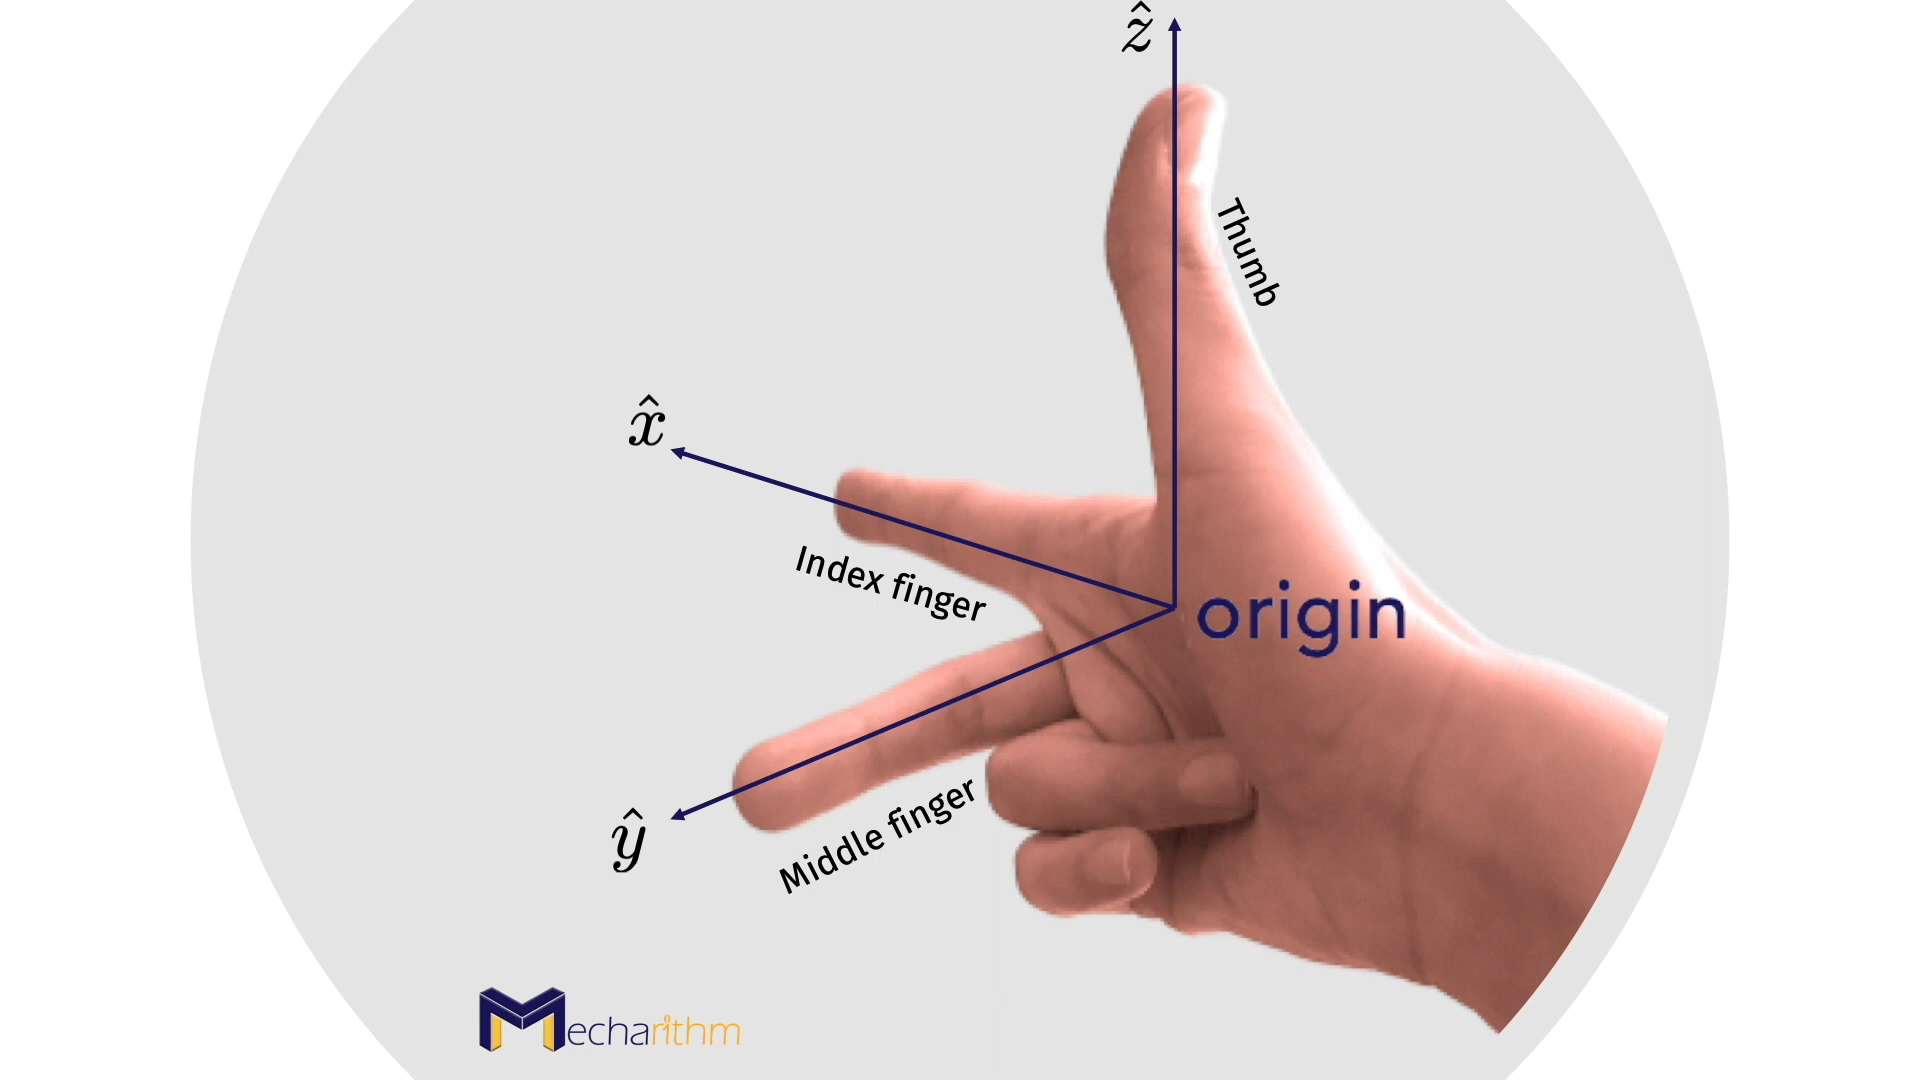 ẑ
Thumb
x̂
Index finger
origin
ŷ
Middle finger
Mecharithm